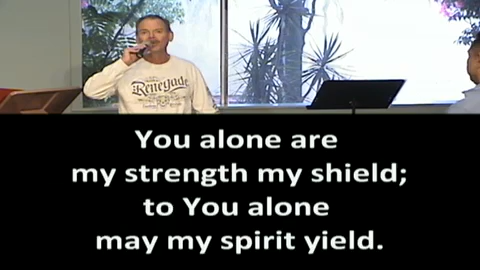 Renegade
You alone are
my strength my shield;
to You alone
may my spirit yield.